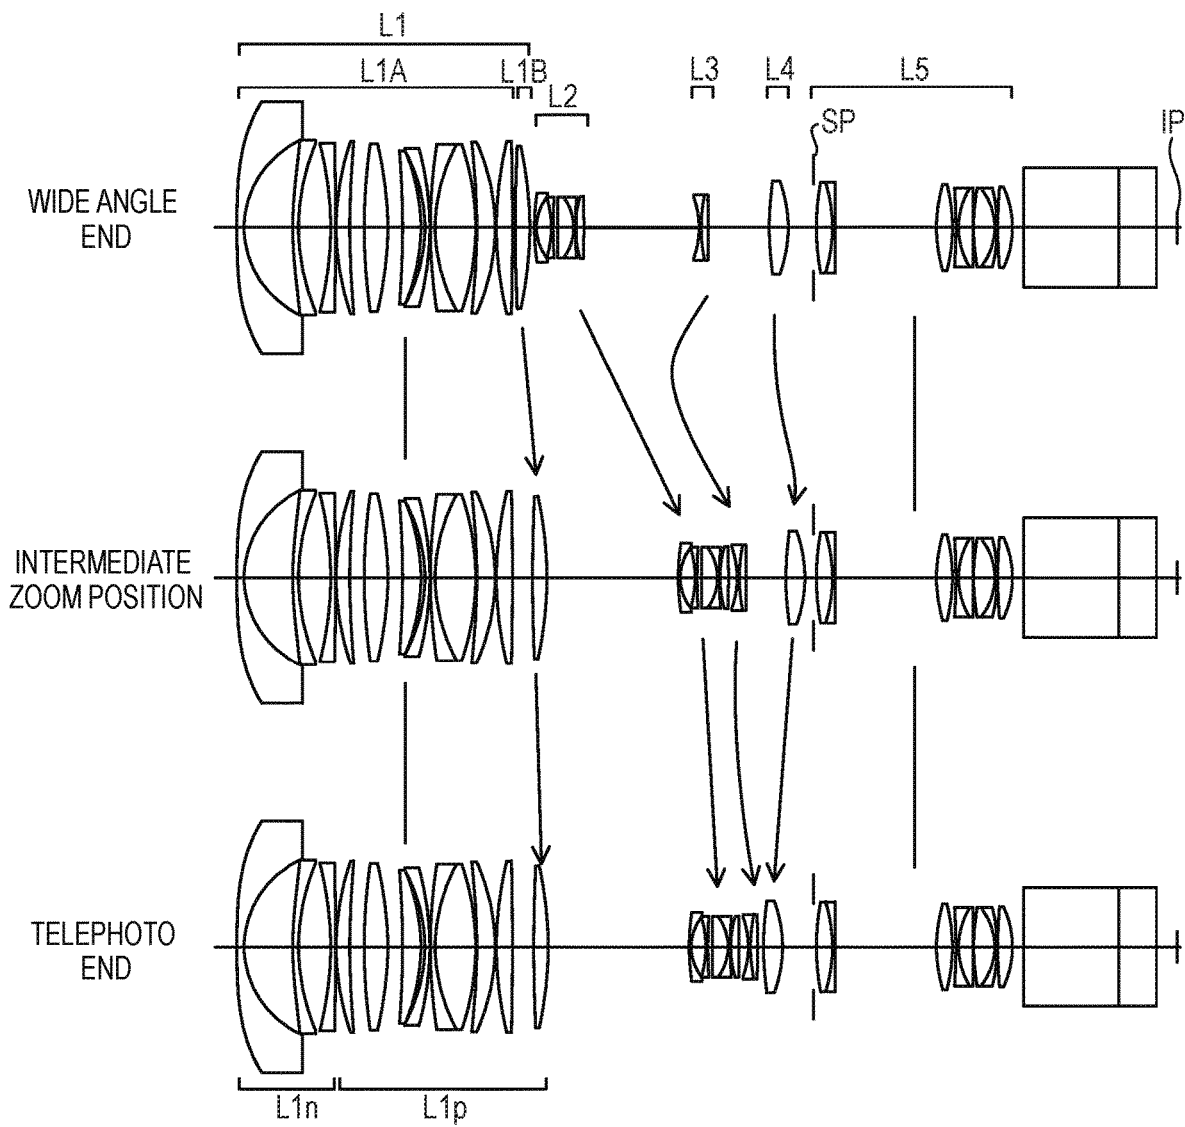 L1
L1A L1B
L2
L3 L4 L5
SP
IP
WIDE ANGLE
END
INTERMEDIATE
ZOOM POSITION
TELEPHOTO
END
L1n L1p